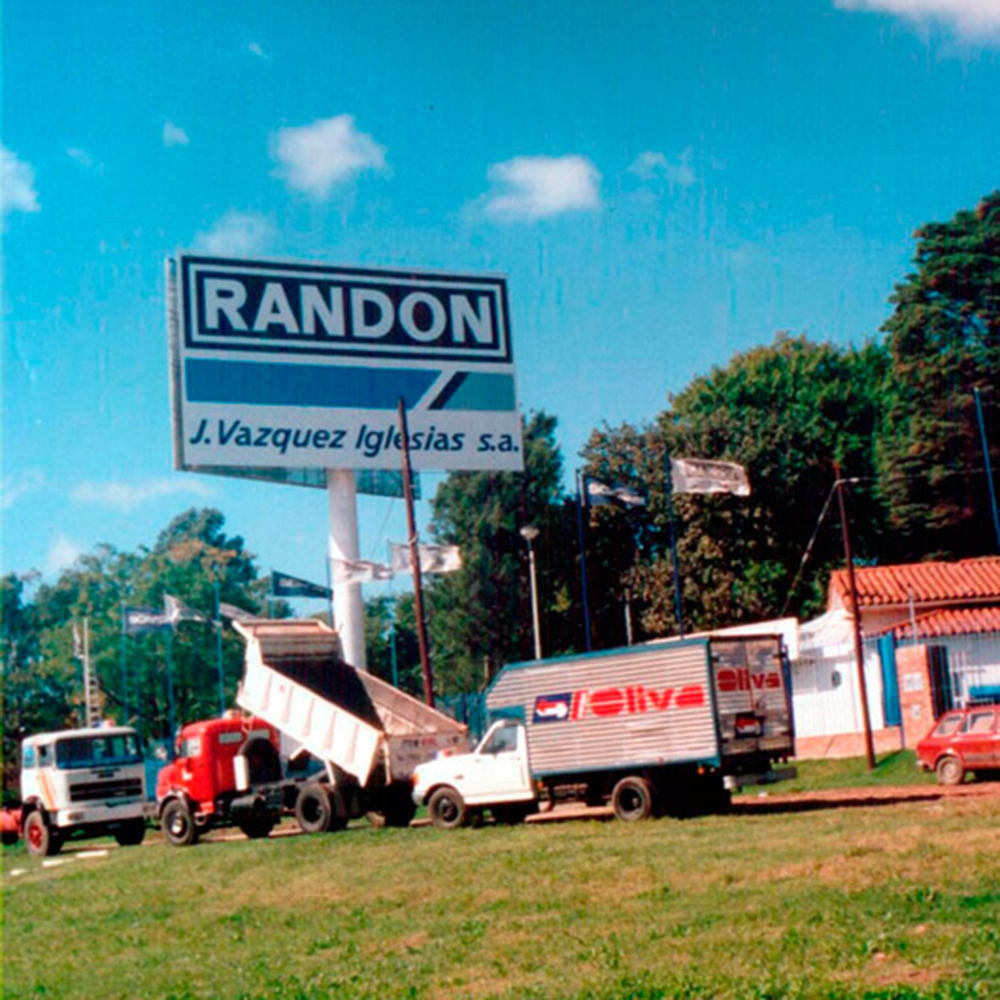 RANDON
J. Vazquez Iglesias s.a.
Oliva
Oliva